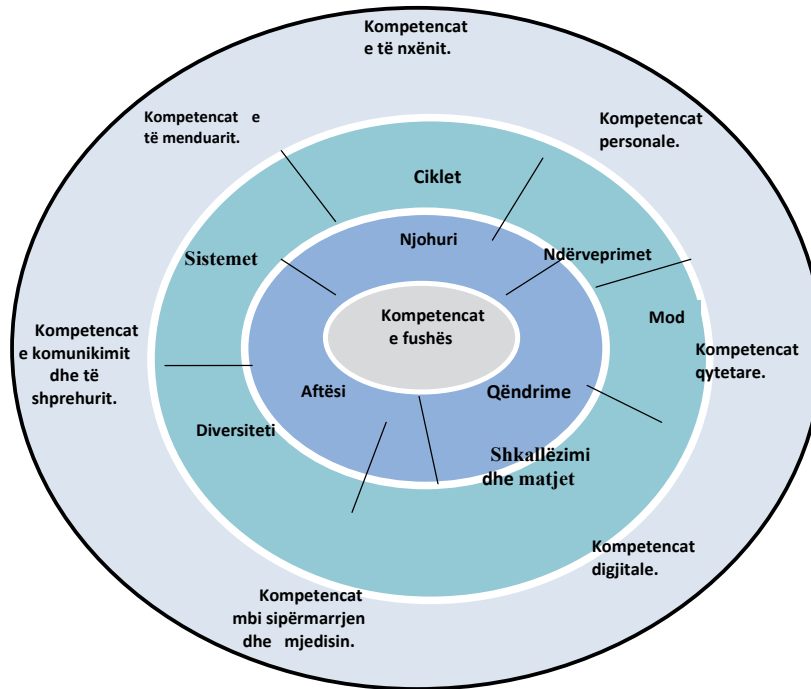 Kompetencat
e të nxënit.
Kompetencat e
të menduarit.
Kompetencat
personale.
Ciklet
Njohuri
Sistemet
Ndërveprimet
Kompetencat
e fushës
Mod
Kompetencat
e komunikimit
dhe të
shprehurit.
Kompetencat
qytetare.
Aftësi
Qëndrime
Diversiteti
Shkallëzimi
dhe matjet
Kompetencat
digjitale.
Kompetencat
mbi sipërmarrjen
dhe mjedisin.